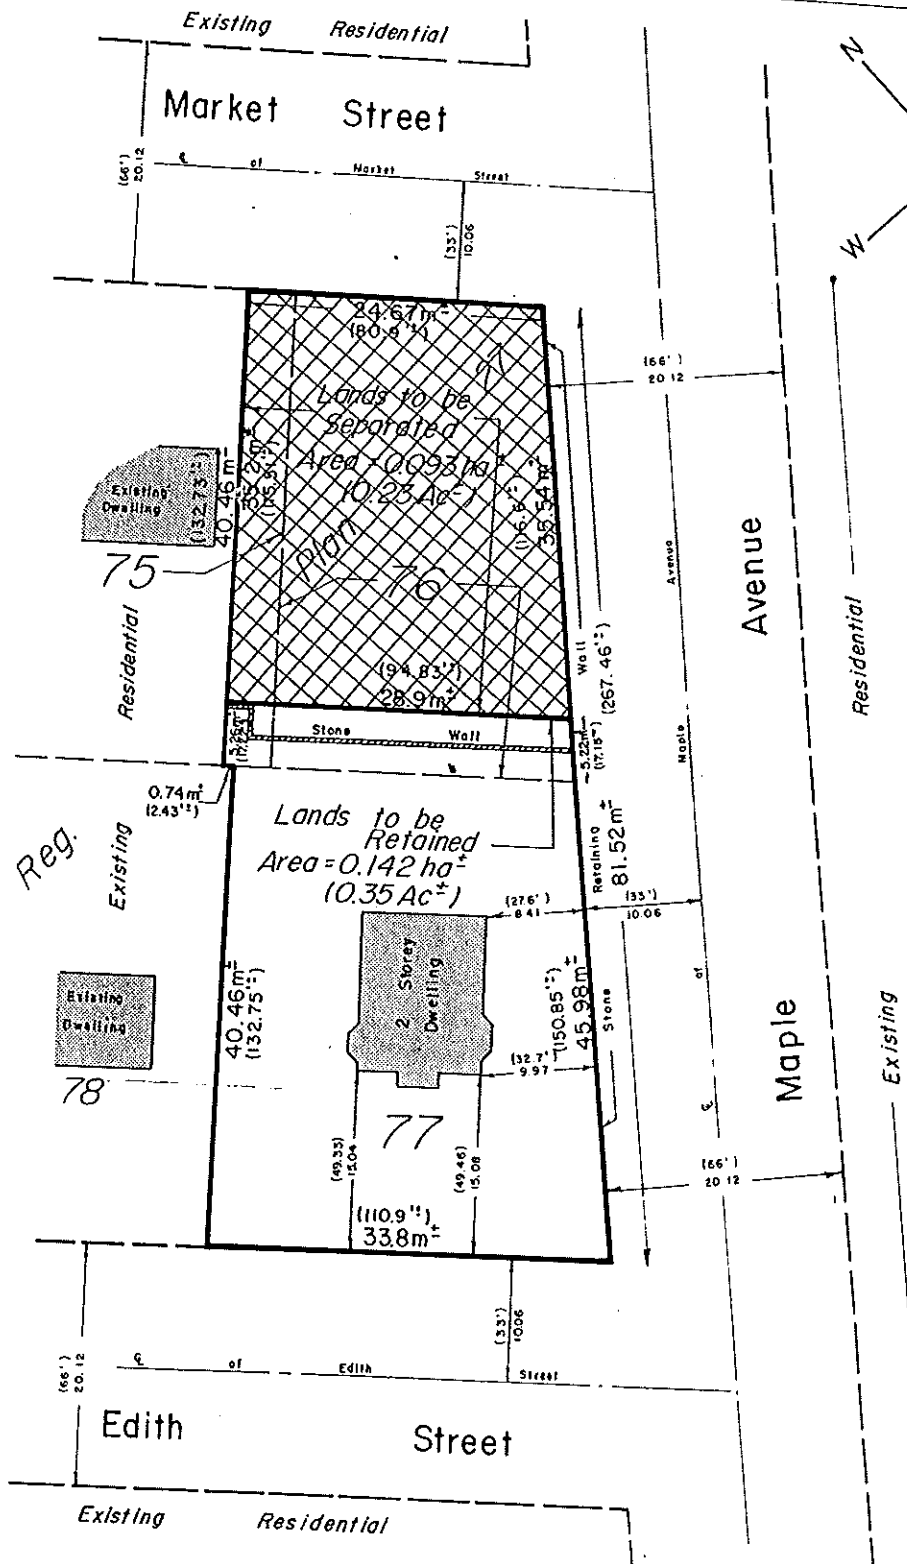 Existing Residential
Market Street
(66')
20.12
℄ of Market Street
(33')
10.06
N
W
24.67m±
(80.9'±)
(66')
20.12
Lands to be
Separated
Area = 0.093 ha±
(0.23 Ac±)
Existing
Dwelling
75
(132.73'±)
40.46m±
(116.6'±)
35.54m±
Plan
76
(94.83'±)
28.9m±
Stone Wall
5.22m±
(17.15')
Wall
(267.46'±)
Retaining
81.52m±
Stone
Residential
0.74m±
(2.43'±)
Reg.
Existing
Lands to be
Retained
Area = 0.142 ha±
(0.35 Ac±)
(27.6')
8.41
(33')
10.06
2 Storey
Dwelling
40.46m±
(132.75'±)
(150.85'±)
45.98m±
(32.7')
9.97
Existing
Dwelling
78
77
(49.35)
15.04
(49.46)
15.08
(110.9'±)
33.8m±
(66')
20.12
℄ of Maple Avenue
Maple Avenue
Existing Residential
(33')
10.06
(66')
20.12
℄ of Edith Street
Edith Street
Existing Residential